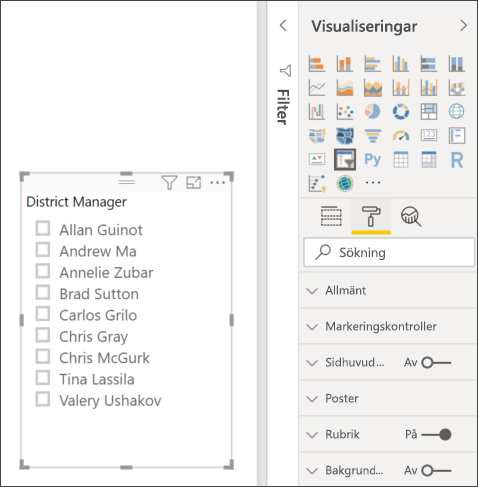 District Manager
Allan Guinot
Andrew Ma
Annelie Zubar
Brad Sutton
Carlos Grilo
Chris Gray
Chris McGurk
Tina Lassila
Valery Ushakov
Filter
Visualiseringar
123
Py
R
Sökning
Allmänt
Markeringskontroller
Sidhuvud... Av
Poster
Rubrik På
Bakgrund... Av